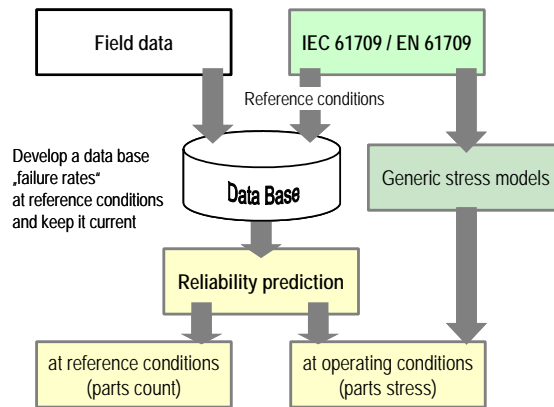 Field data
IEC 61709 / EN 61709
Reference conditions
Develop a data base
„failure rates“
at reference conditions
and keep it current
Data Base
Generic stress models
Reliability prediction
at reference conditions
(parts count)
at operating conditions
(parts stress)